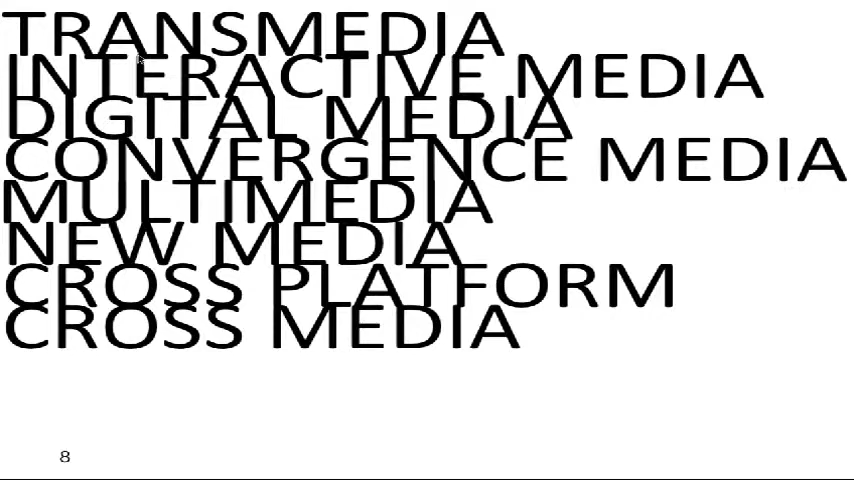 TRANSMEDIA
INTERACTIVE MEDIA
DIGITAL MEDIA
CONVERGENCE MEDIA
MULTIMEDIA
NEW MEDIA
CROSS PLATFORM
CROSS MEDIA
8